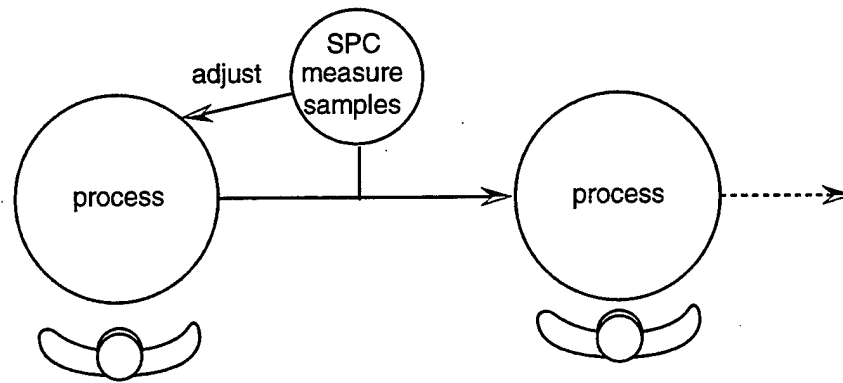 SPC
measure
samples
adjust
process
process